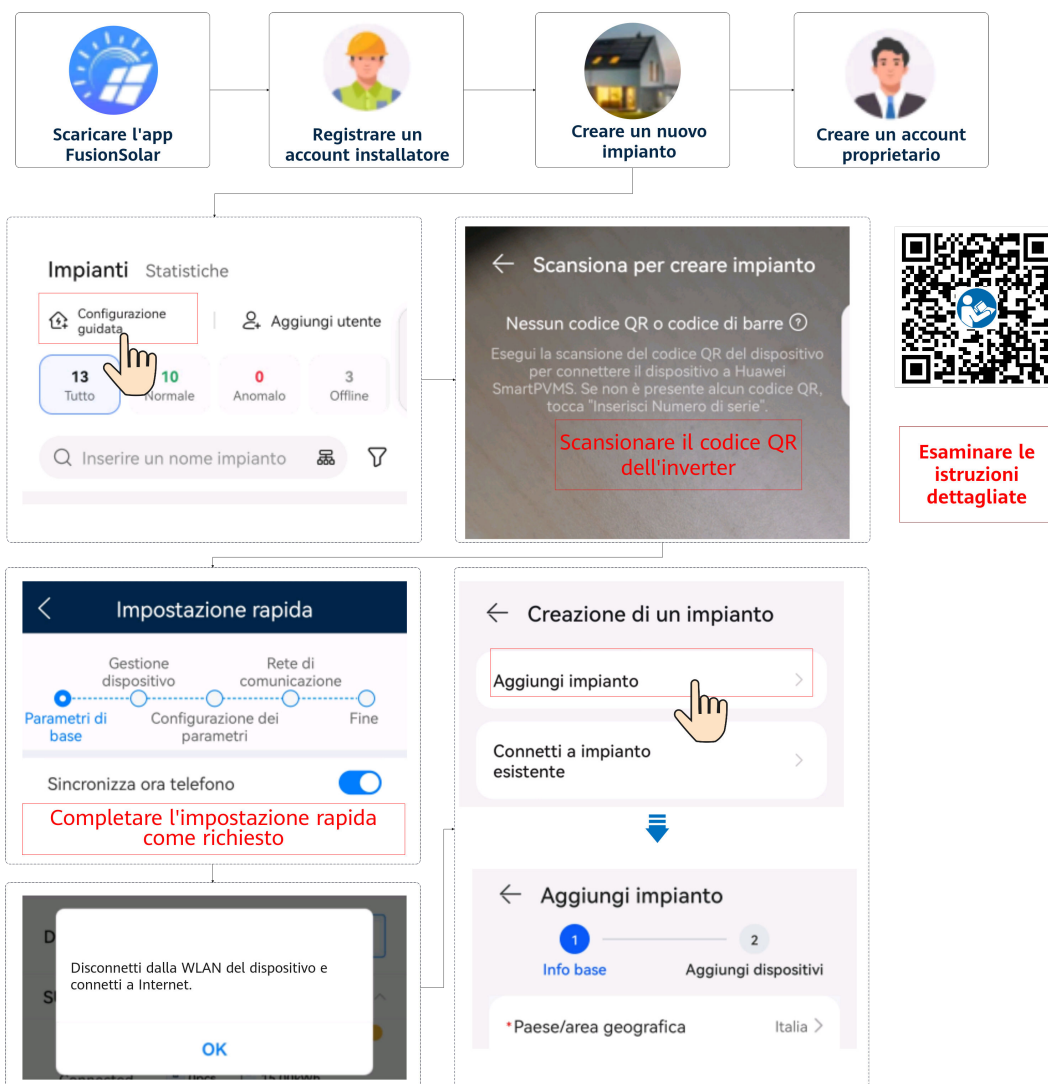 Scaricare l'app
FusionSolar
Registrare un
account installatore
Creare un nuovo
impianto
Creare un account
proprietario
Impianti
Statistiche
Configurazione
guidata
Aggiungi utente
13
Tutto
10
Normale
0
Anomalo
3
Offline
Inserire un nome impianto
Scansiona per creare impianto
Nessun codice QR o codice di barre
Esegui la scansione del codice QR del dispositivo
per connettere il dispositivo a Huawei
SmartPVMS. Se non è presente alcun codice QR,
tocca "Inserisci Numero di serie".
Scansionare il codice QR
dell'inverter
Esaminare le
istruzioni
dettagliate
Impostazione rapida
Gestione
dispositivo
Rete di
comunicazione
Parametri di
base
Configurazione dei
parametri
Fine
Sincronizza ora telefono
Completare l'impostazione rapida
come richiesto
Creazione di un impianto
Aggiungi impianto
Connetti a impianto
esistente
Disconnetti dalla WLAN del dispositivo e
connetti a Internet.
OK
Aggiungi impianto
1
2
Info base
Aggiungi dispositivi
*Paese/area geografica
Italia